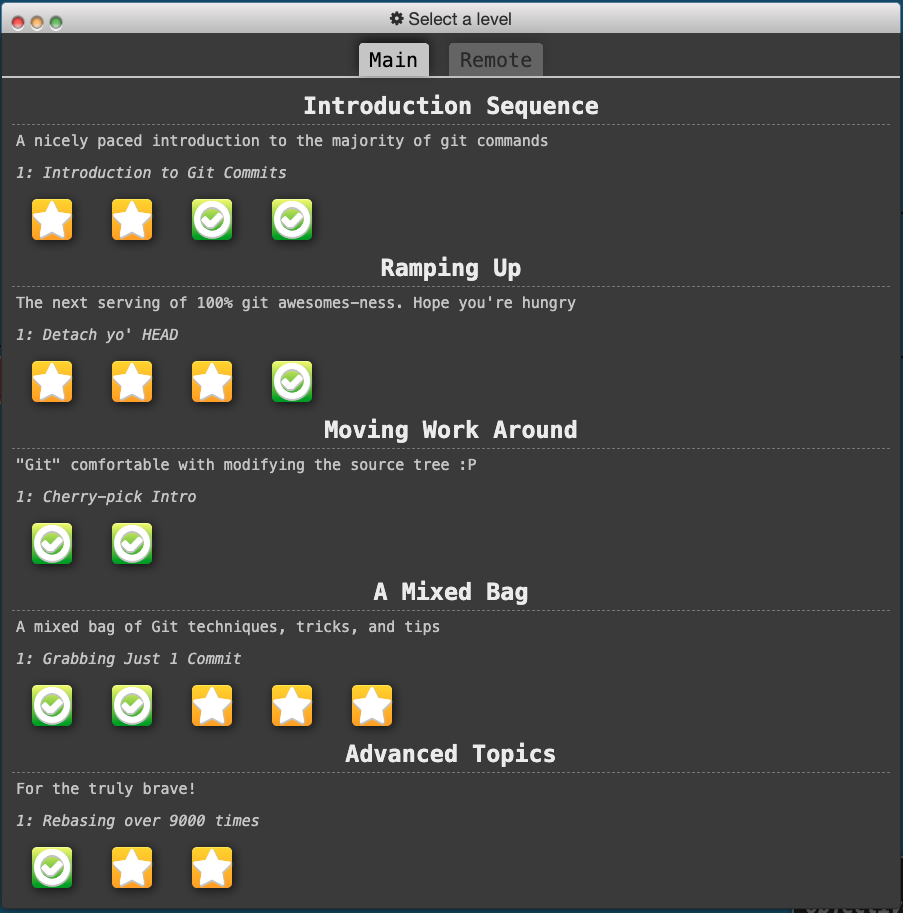 Select a level
Main Remote
Introduction Sequence
A nicely paced introduction to the majority of git commands
1: Introduction to Git Commits
Ramping Up
The next serving of 100% git awesomes-ness. Hope you're hungry
1: Detach yo' HEAD
Moving Work Around
"Git" comfortable with modifying the source tree :P
1: Cherry-pick Intro
A Mixed Bag
A mixed bag of Git techniques, tricks, and tips
1: Grabbing Just 1 Commit
Advanced Topics
For the truly brave!
1: Rebasing over 9000 times